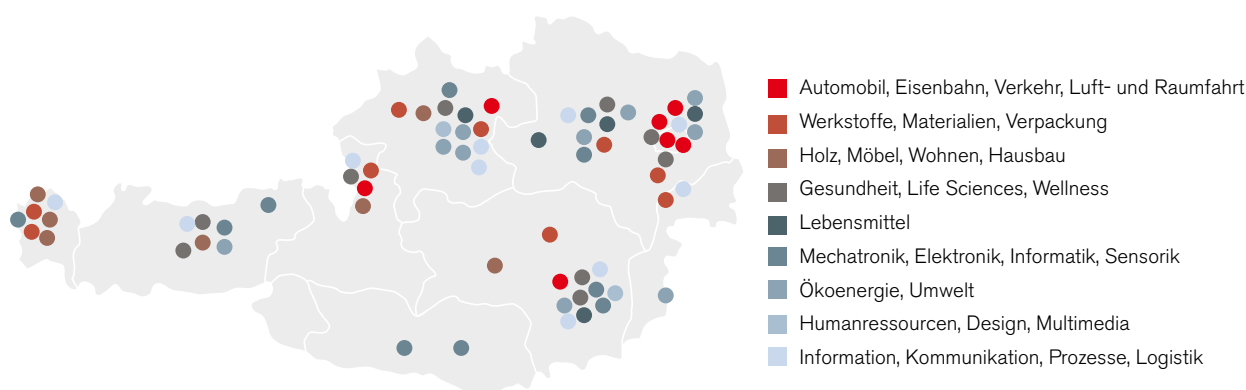 Automobil, Eisenbahn, Verkehr, Luft- und Raumfahrt
Werkstoffe, Materialien, Verpackung
Holz, Möbel, Wohnen, Hausbau
Gesundheit, Life Sciences, Wellness
Lebensmittel
Mechatronik, Elektronik, Informatik, Sensorik
Ökoenergie, Umwelt
Humanressourcen, Design, Multimedia
Information, Kommunikation, Prozesse, Logistik